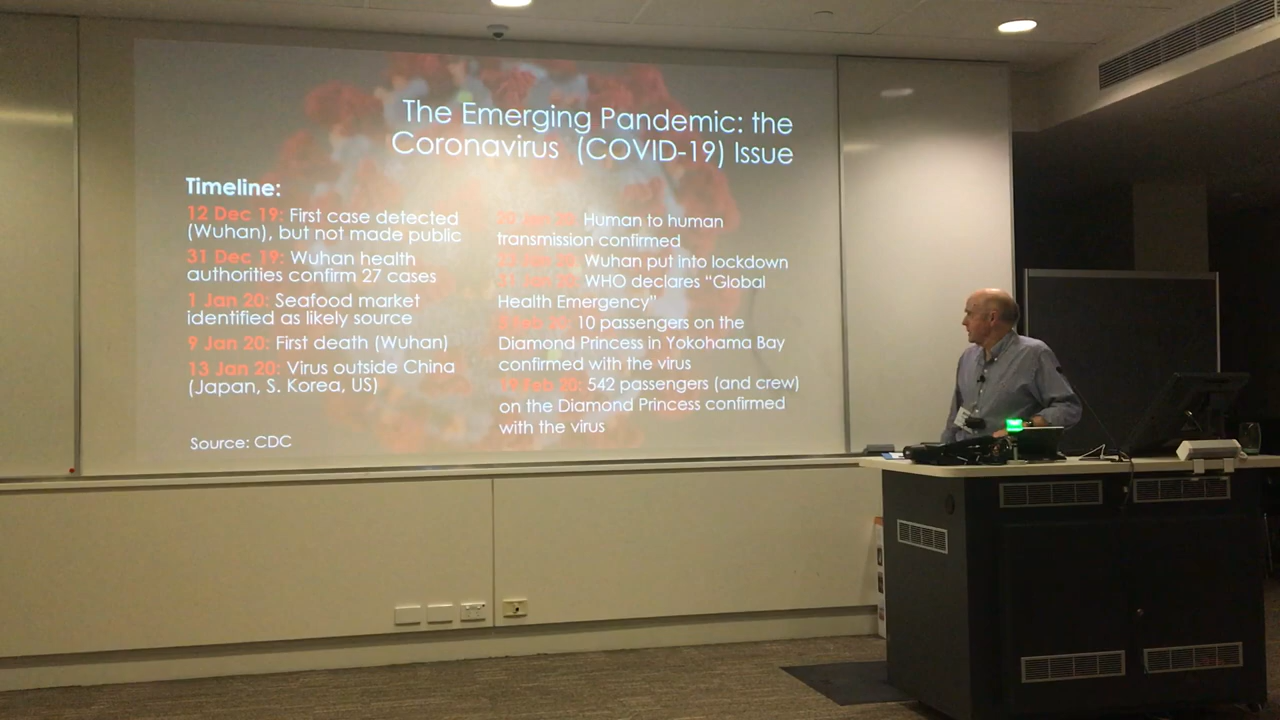 The Emerging Pandemic: the
Coronavirus (COVID-19) Issue
Timeline:
12 Dec 19: First case detected
(Wuhan), but not made public
31 Dec 19: Wuhan health
authorities confirm 27 cases
1 Jan 20: Seafood market
identified as likely source
9 Jan 20: First death (Wuhan)
13 Jan 20: Virus outside China
(Japan, S. Korea, US)
Source: CDC
Human to human
transmission confirmed
Wuhan put into lockdown
WHO declares “Global
Health Emergency”
10 passengers on the
Diamond Princess in Yokohama Bay
confirmed with the virus
19 Feb 20: 542 passengers (and crew)
on the Diamond Princess confirmed
with the virus